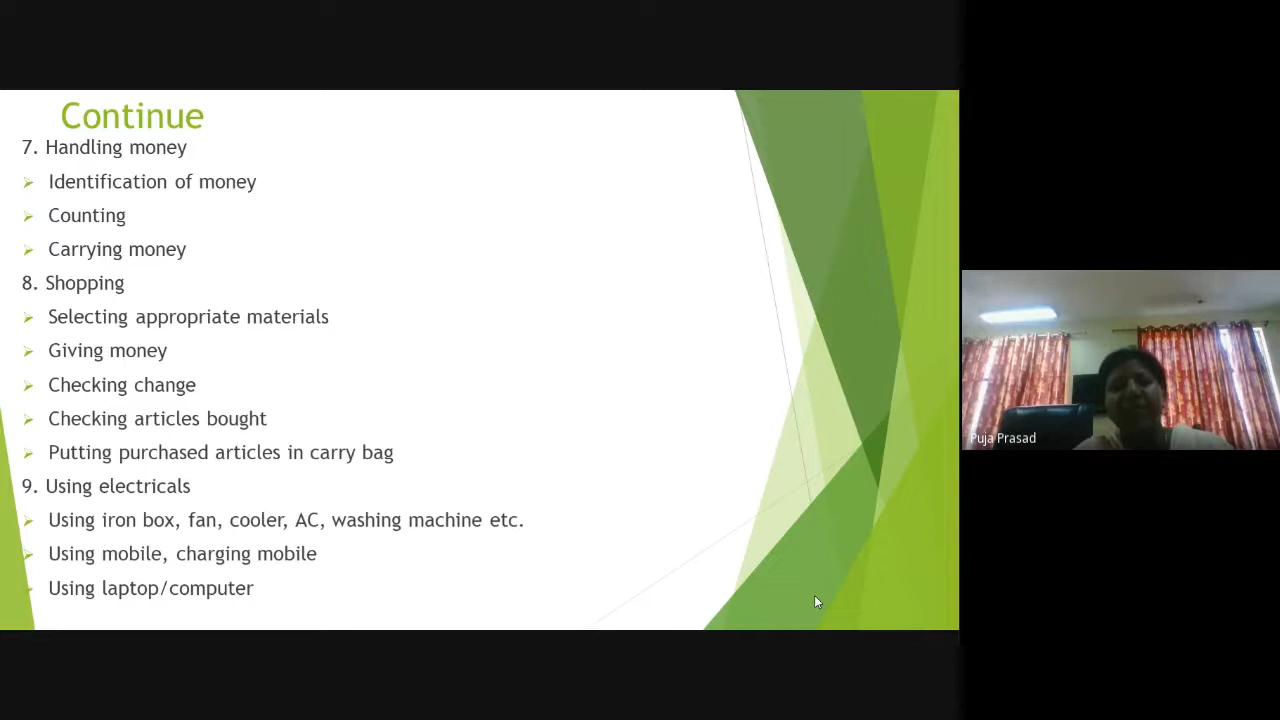 Continue
7. Handling money
Identification of money
Counting
Carrying money
8. Shopping
Selecting appropriate materials
Giving money
Checking change
Checking articles bought
Putting purchased articles in carry bag
9. Using electricals
Using iron box, fan, cooler, AC, washing machine etc.
Using mobile, charging mobile
Using laptop/computer
Puja Prasad